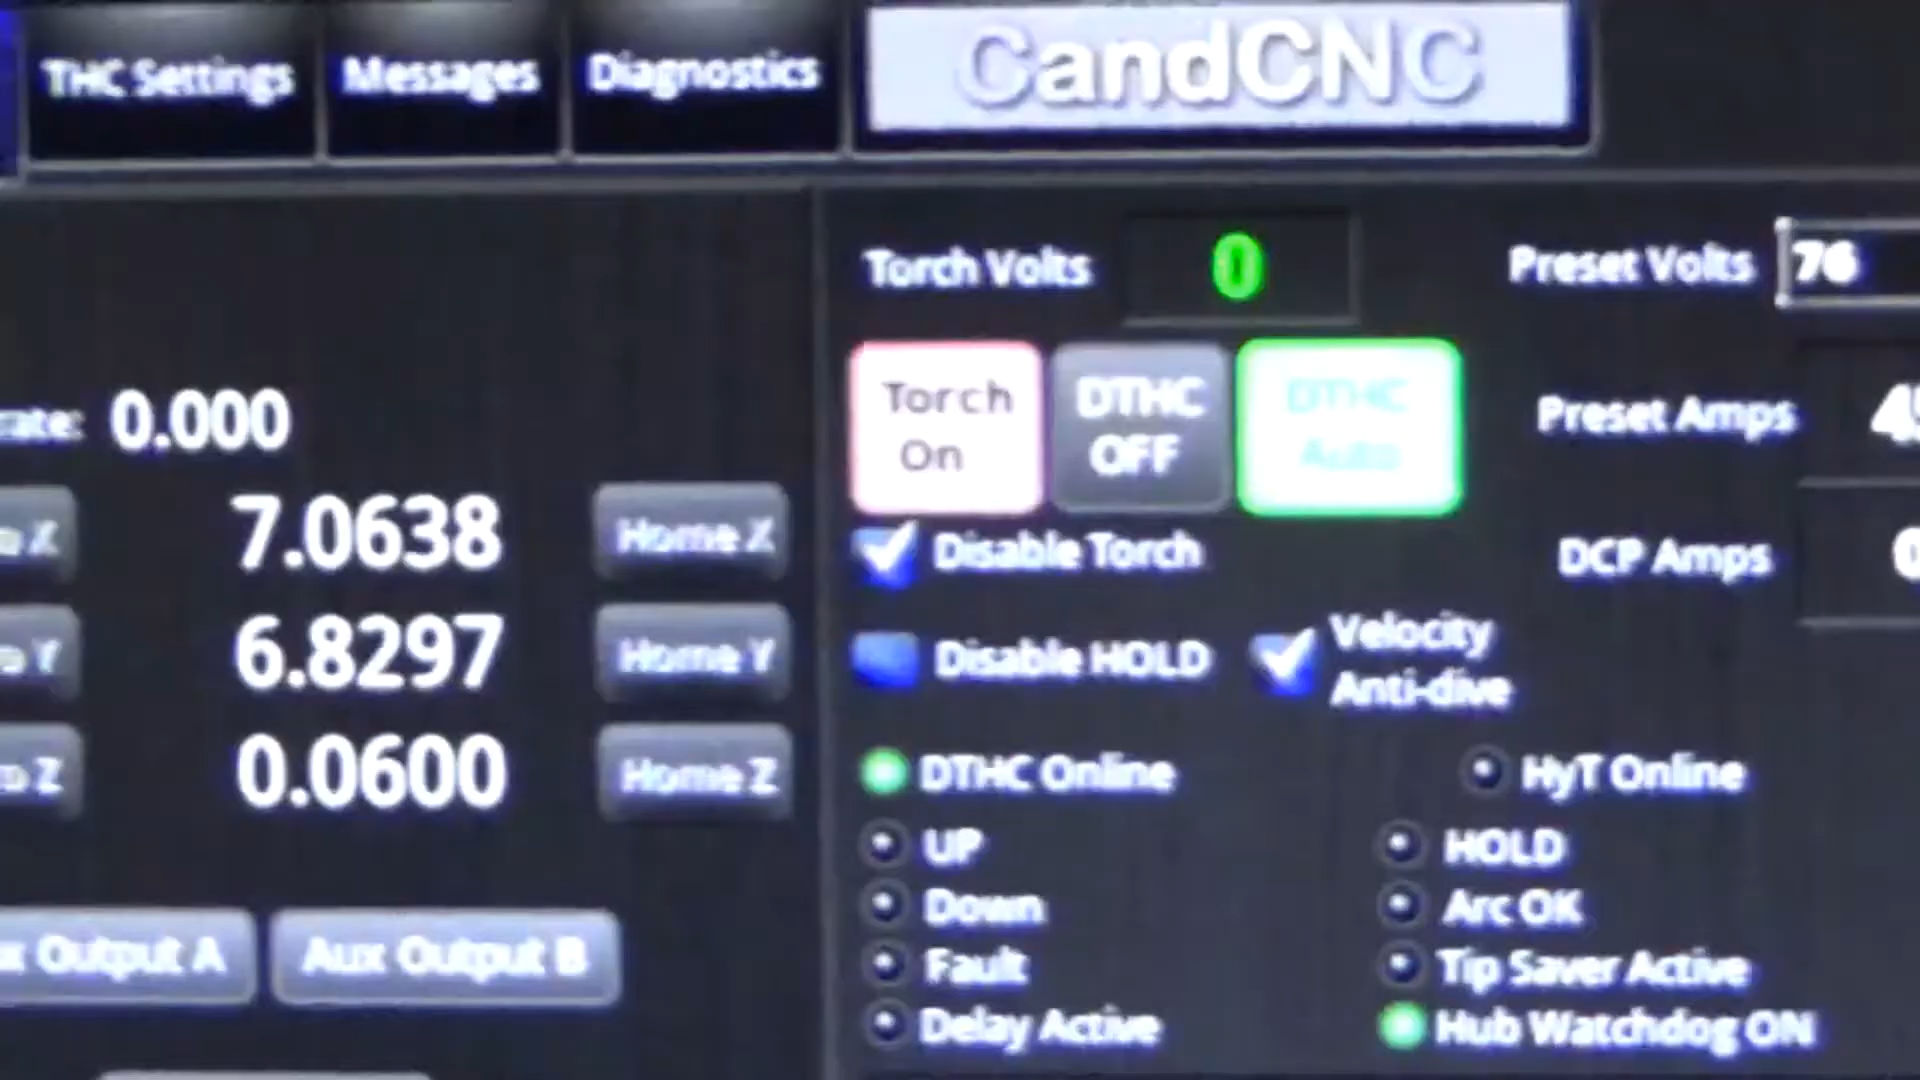 THC Settings
Messages
Diagnostics
CandCNC
Torch Volts
0
Preset Volts
76
Torch
On
DTHC
OFF
DTHC
Auto
Preset Amps
0.000
7.0638
Home X
Disable Torch
DCP Amps
6.8297
Home Y
Disable HOLD
Velocity
Anti-dive
0.0600
Home Z
DTHC Online
HyT Online
UP
HOLD
Down
Arc OK
Output A
Aux Output B
Fault
Tip Saver Active
Delay Active
Hub Watchdog ON